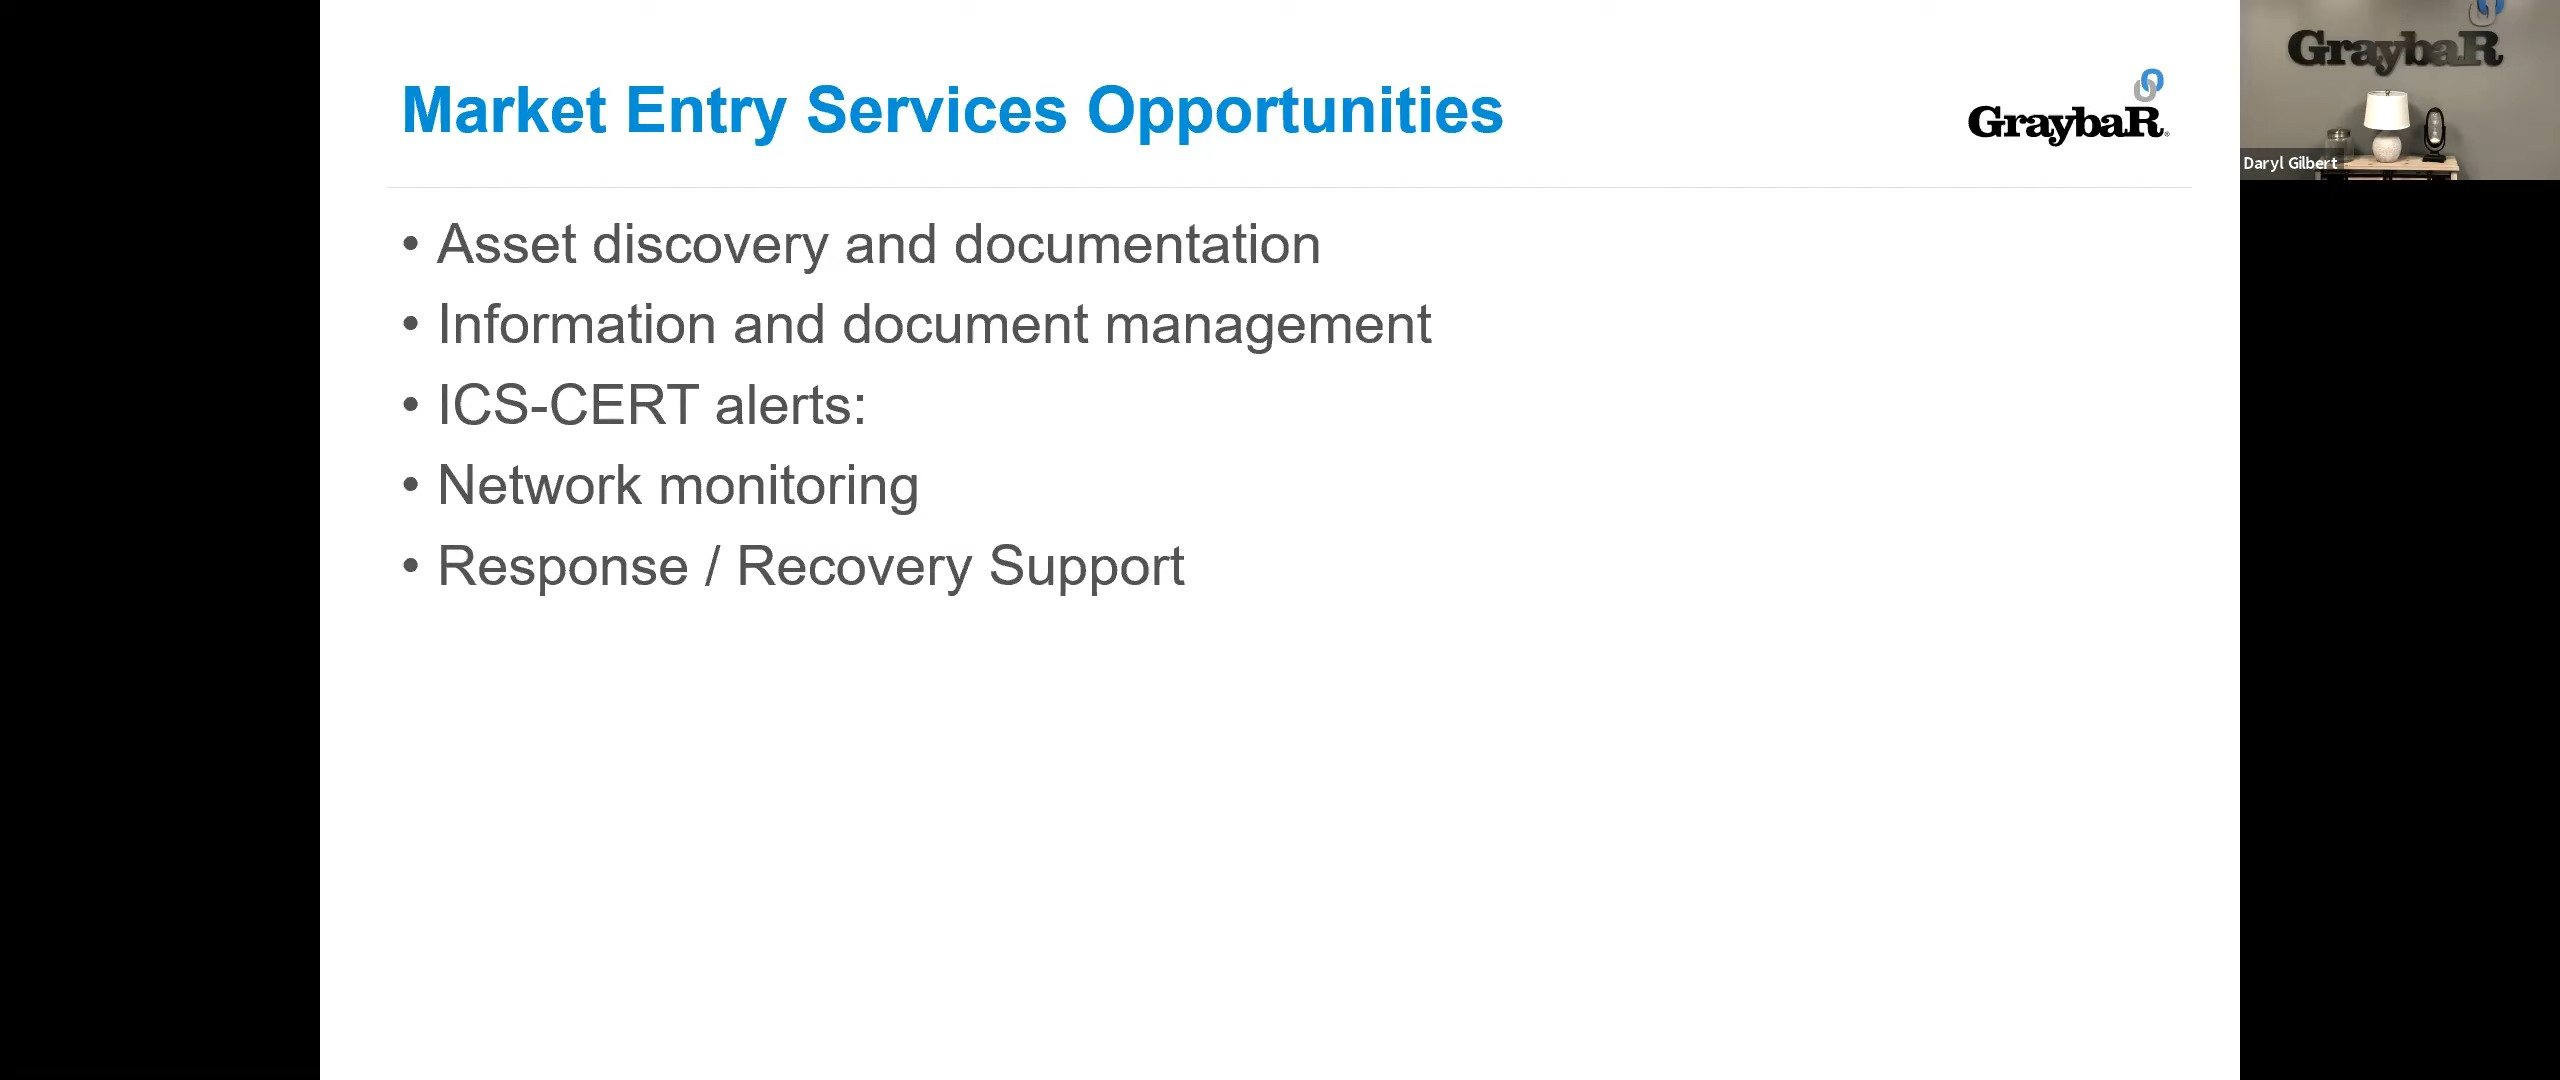 Market Entry Services Opportunities
GraybaR
• Asset discovery and documentation
• Information and document management
• ICS-CERT alerts:
• Network monitoring
• Response / Recovery Support
GraybaR
Daryl Gilbert